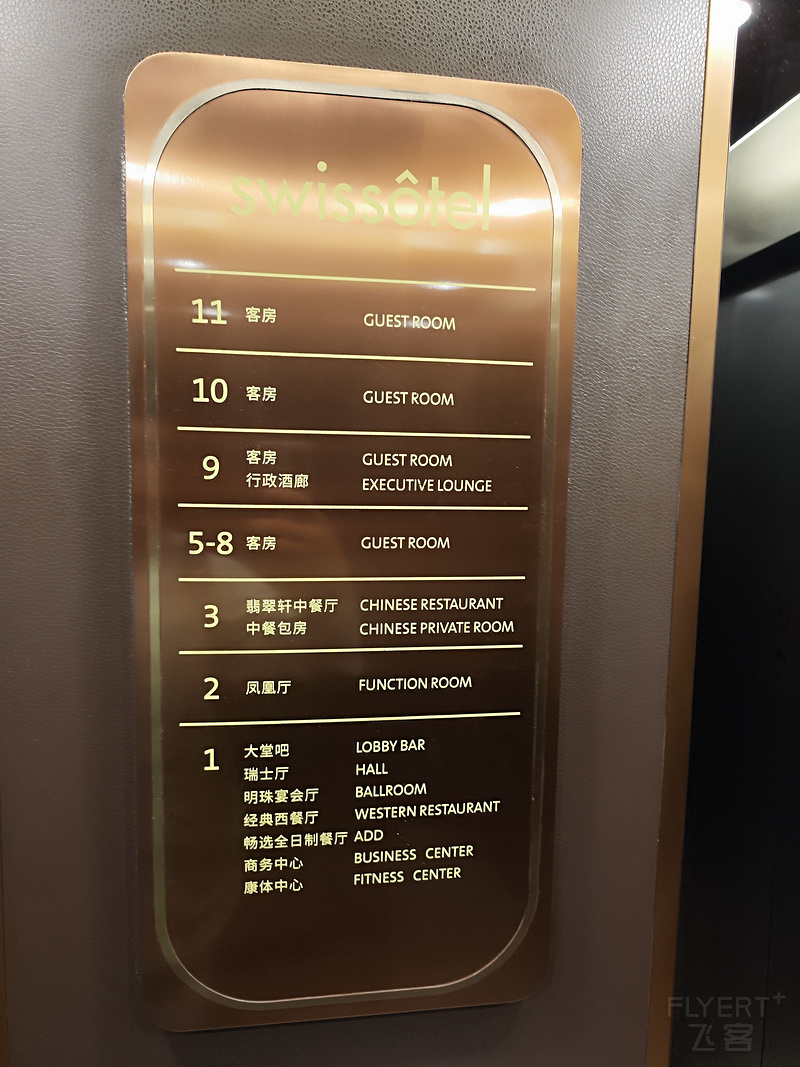 swissôtel
11 客房 GUEST ROOM
10 客房 GUEST ROOM
9 客房 GUEST ROOM
行政酒廊 EXECUTIVE LOUNGE
5-8 客房 GUEST ROOM
3 翡翠轩中餐厅 CHINESE RESTAURANT
中餐包房 CHINESE PRIVATE ROOM
2 凤凰厅 FUNCTION ROOM
1 大堂吧 LOBBY BAR
瑞士厅 HALL
明珠宴会厅 BALLROOM
经典西餐厅 WESTERN RESTAURANT
畅选全日制餐厅 ADD
商务中心 BUSINESS CENTER
康体中心 FITNESS CENTER
FLYERT+
飞客